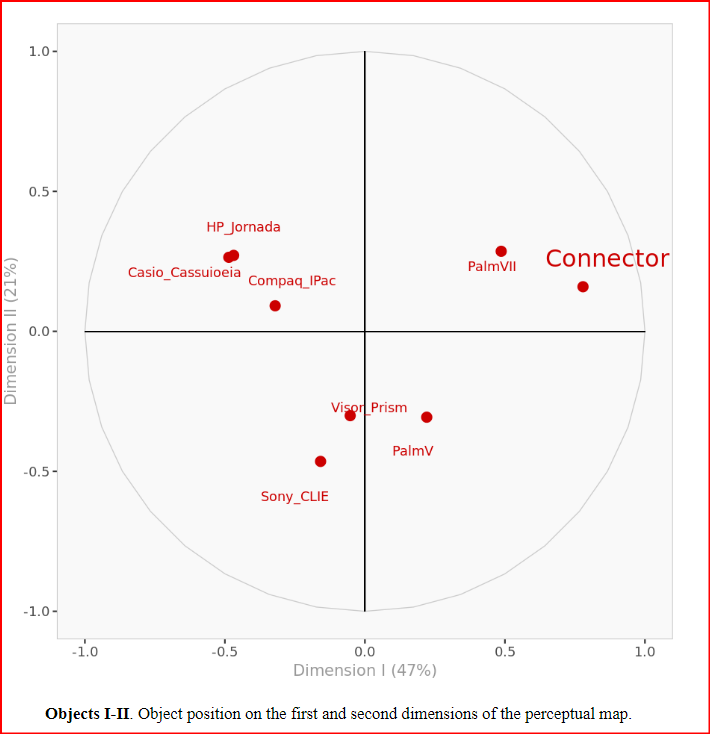 1.0
0.5
0.0
-0.5
-1.0
Dimension II (21%)
HP_Jornada
Casio_Cassuioeia
Compaq_IPac
PalmVII
Connector
Visor_Prism
PalmV
Sony_CLIE
-1.0 -0.5 0.0 0.5 1.0
Dimension I (47%)
Objects I-II. Object position on the first and second dimensions of the perceptual map.